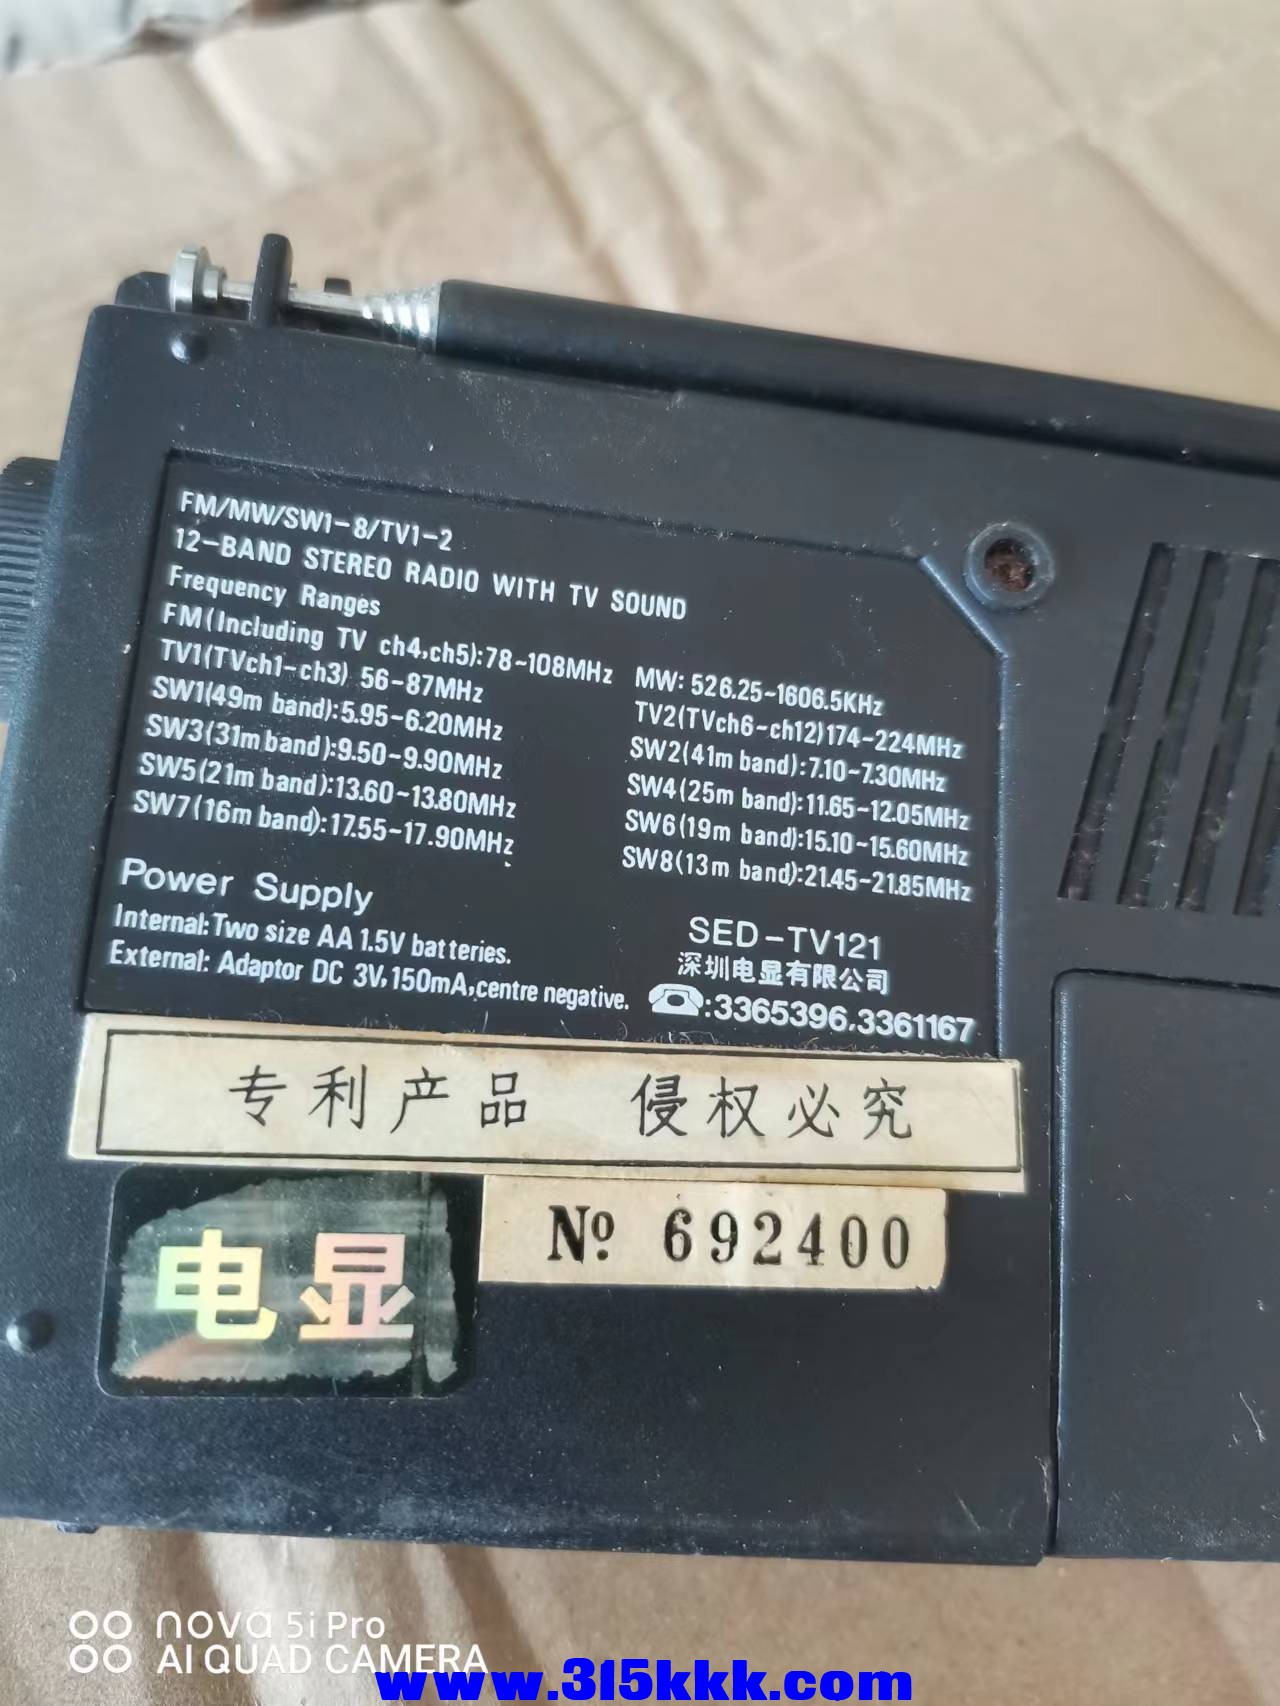 FM/MW/SW1-8/TV1-2
12-BAND STEREO RADIO WITH TV SOUND
Frequency Ranges
FM(Including TV ch4,ch5):78~108MHz
MW: 526.25~1606.5KHz
TV1(TVch1-ch3) 56-87MHz
TV2(TVch6-ch12)174-224MHz
SW1(49m band):5.95~6.20MHz
SW2(41m band):7.10~7.30MHz
SW3(31m band):9.50~9.90MHz
SW4(25m band):11.65~12.05MHz
SW5(21m band):13.60~13.80MHz
SW6(19m band):15.10~15.60MHz
SW7(16m band):17.55~17.90MHz
SW8(13m band):21.45~21.85MHz
Power Supply
Internal:Two size AA 1.5V batteries.
External: Adaptor DC 3V,150mA,centre negative.
SED-TV121
深圳电显有限公司
☎:3365396,3361167
专利产品 侵权必究
电显
№ 692400
nova 5i Pro
AI QUAD CAMERA
www.315kkk.com